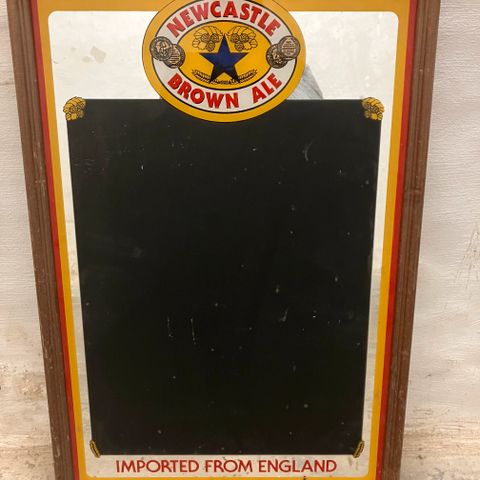 NEWCASTLE
BROWN ALE
IMPORTED FROM ENGLAND